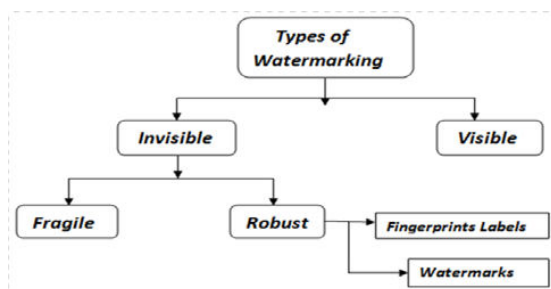 Types of
Watermarking
Invisible
Visible
Fragile
Robust
Fingerprints Labels
Watermarks